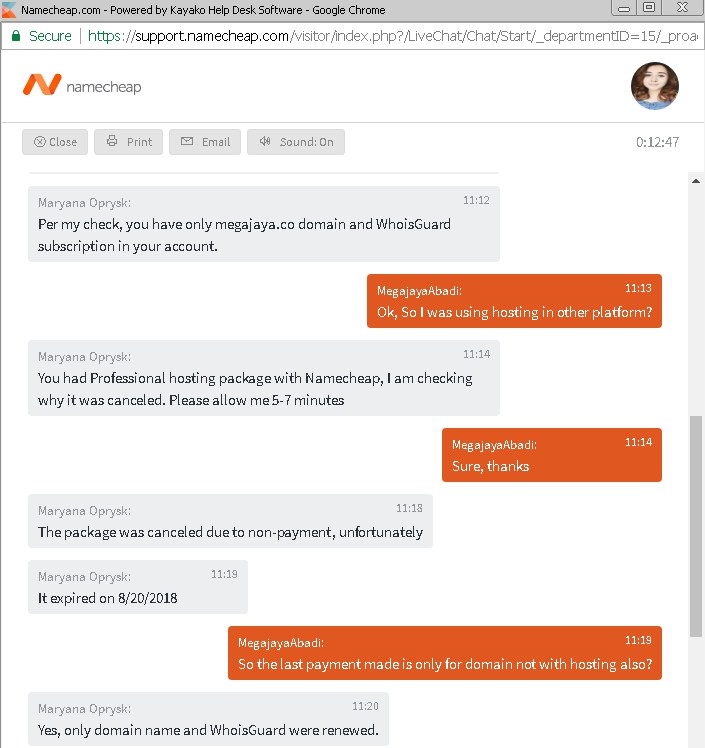 Namecheap.com - Powered by Kayako Help Desk Software - Google Chrome
Secure https://support.namecheap.com/visitor/index.php?/LiveChat/Chat/Start/_departmentID=15/_proa
namecheap
Close Print Email Sound: On 0:12:47
Maryana Oprysk: 11:12
Per my check, you have only megajaya.co domain and WhoisGuard
subscription in your account.
MegajayaAbadi: 11:13
Ok, So I was using hosting in other platform?
Maryana Oprysk: 11:14
You had Professional hosting package with Namecheap, I am checking
why it was canceled. Please allow me 5-7 minutes
MegajayaAbadi: 11:14
Sure, thanks
Maryana Oprysk: 11:18
The package was canceled due to non-payment, unfortunately
Maryana Oprysk: 11:19
It expired on 8/20/2018
MegajayaAbadi: 11:19
So the last payment made is only for domain not with hosting also?
Maryana Oprysk: 11:20
Yes, only domain name and WhoisGuard were renewed.